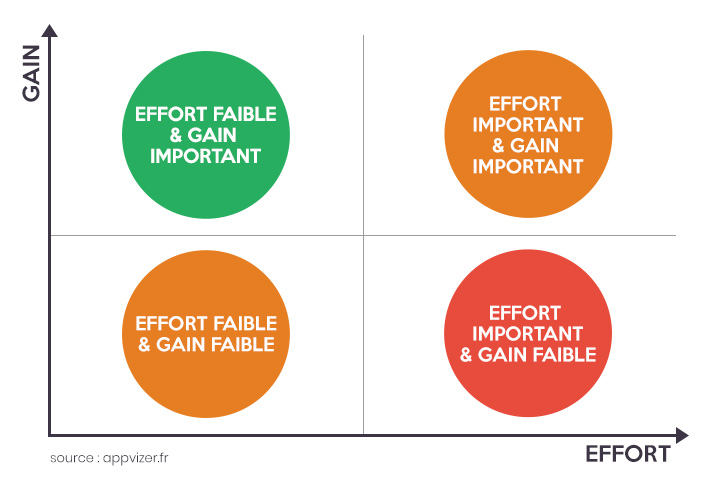 GAIN
EFFORT FAIBLE
& GAIN
IMPORTANT
EFFORT
IMPORTANT
& GAIN
IMPORTANT
EFFORT FAIBLE
& GAIN FAIBLE
EFFORT
IMPORTANT
& GAIN FAIBLE
source : appvizer.fr
EFFORT